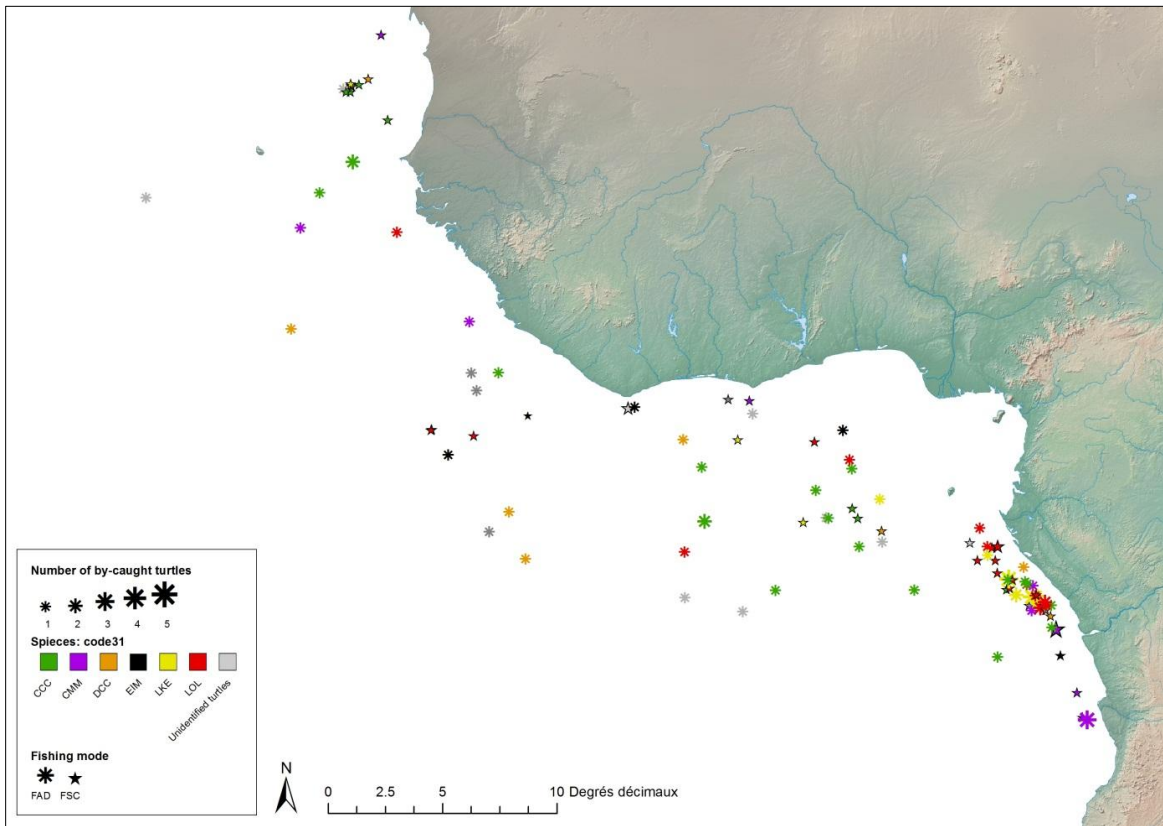 Number of by-caught turtles
1 2 3 4 5
Spieces: code31
CCC CMM DCC EIM LKE LOL Unidentified turtles
Fishing mode
FAD FSC
N
0 2.5 5 10 Degrés décimaux